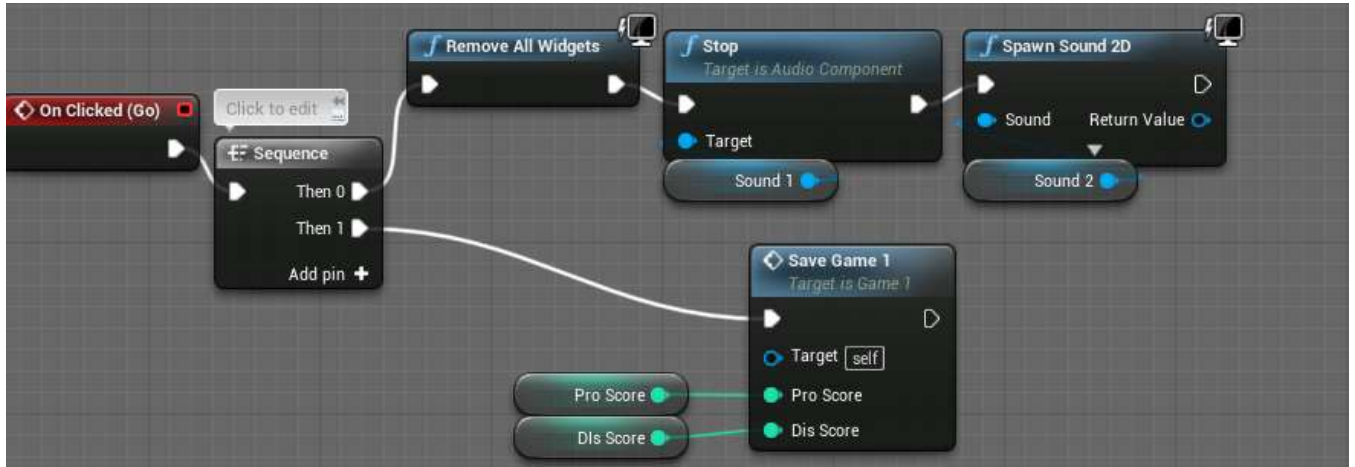 Remove All Widgets
Stop
Target is Audio Component
Spawn Sound 2D
On Clicked (Go)
Click to edit
Sound
Return Value
Target
Sequence
Sound 1
Sound 2
Then 0
Then 1
Add pin
Save Game 1
Target is Game 1
Target self
Pro Score
Pro Score
DIs Score
Dis Score